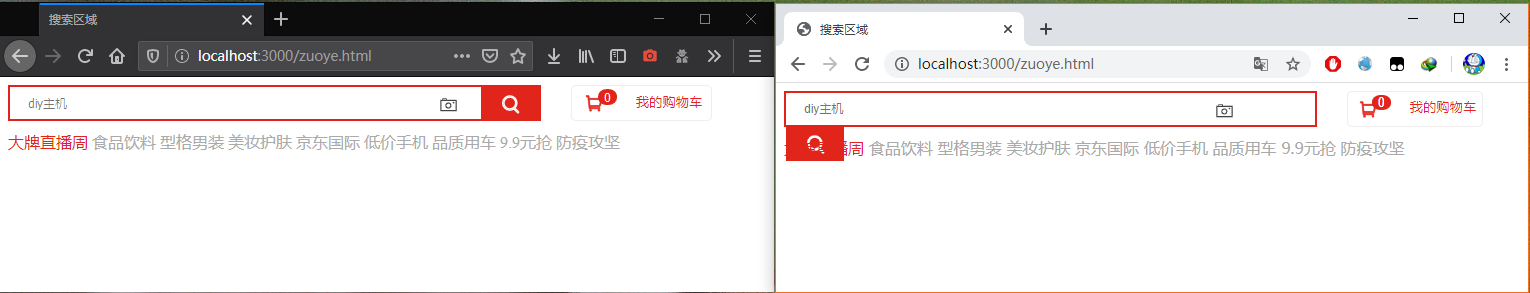 搜索区域
localhost:3000/zuoye.html
diy主机
0
我的购物车
大牌直播周 食品饮料 型格男装 美妆护肤 京东国际 低价手机 品质用车 9.9元抢 防疫攻坚
搜索区域
localhost:3000/zuoye.html
diy主机
0
我的购物车
播周 食品饮料 型格男装 美妆护肤 京东国际 低价手机 品质用车 9.9元抢 防疫攻坚